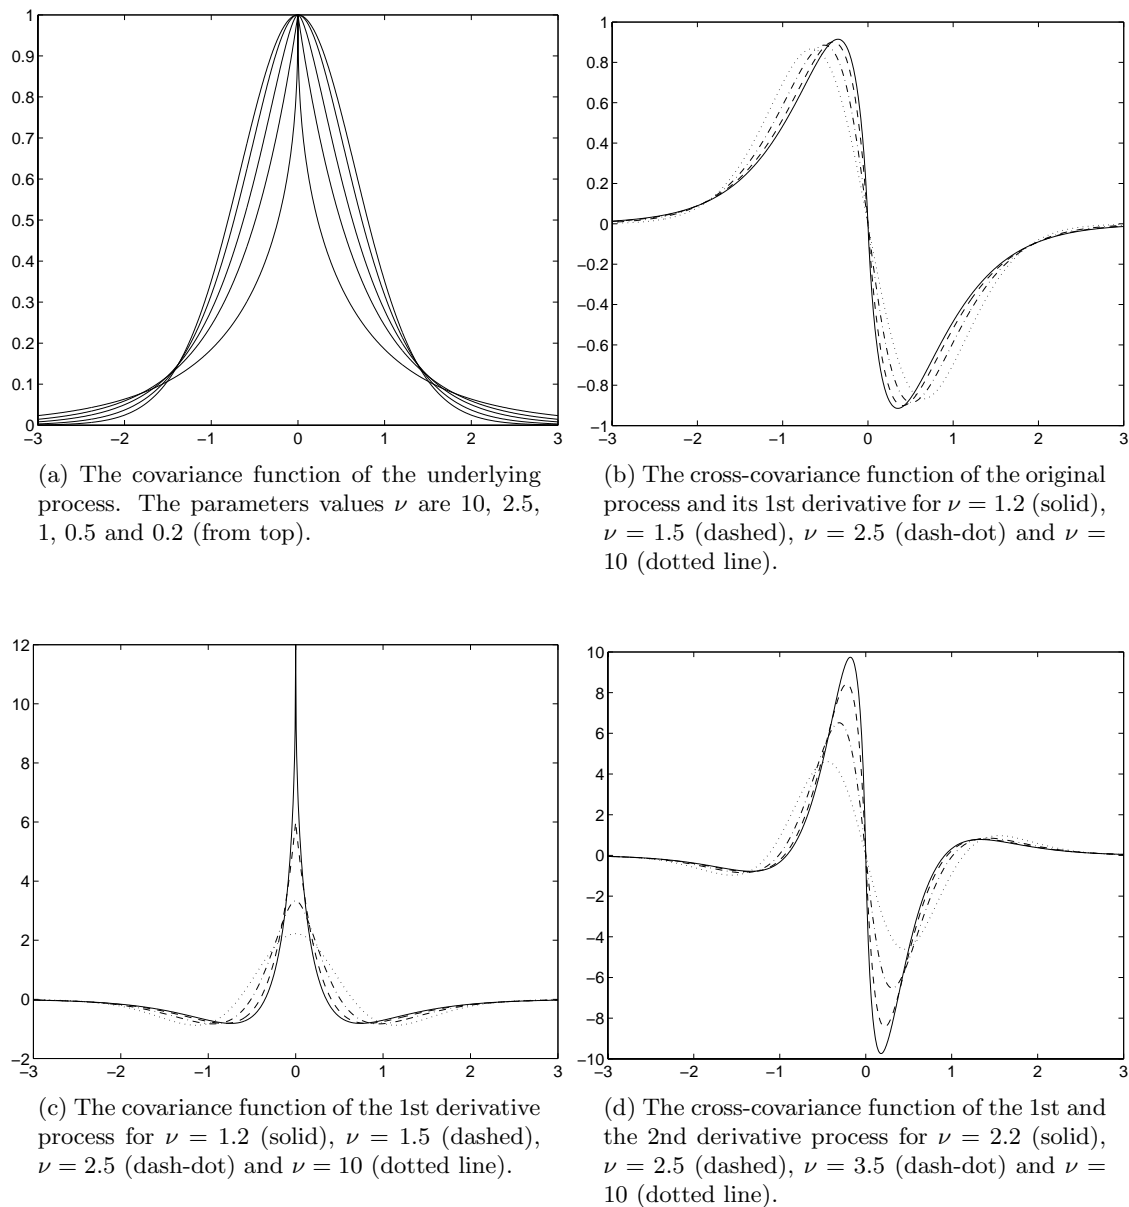 1
0.9
0.8
0.7
0.6
0.5
0.4
0.3
0.2
0.1
0
−3 −2 −1 0 1 2 3
(a) The covariance function of the underlying
process. The parameters values ν are 10, 2.5,
1, 0.5 and 0.2 (from top).
1
0.8
0.6
0.4
0.2
0
−0.2
−0.4
−0.6
−0.8
−1
−3 −2 −1 0 1 2 3
(b) The cross-covariance function of the original
process and its 1st derivative for ν = 1.2 (solid),
ν = 1.5 (dashed), ν = 2.5 (dash-dot) and ν =
10 (dotted line).
12
10
8
6
4
2
0
−2
−3 −2 −1 0 1 2 3
(c) The covariance function of the 1st derivative
process for ν = 1.2 (solid), ν = 1.5 (dashed),
ν = 2.5 (dash-dot) and ν = 10 (dotted line).
10
8
6
4
2
0
−2
−4
−6
−8
−10
−3 −2 −1 0 1 2 3
(d) The cross-covariance function of the 1st and
the 2nd derivative process for ν = 2.2 (solid),
ν = 2.5 (dashed), ν = 3.5 (dash-dot) and ν =
10 (dotted line).